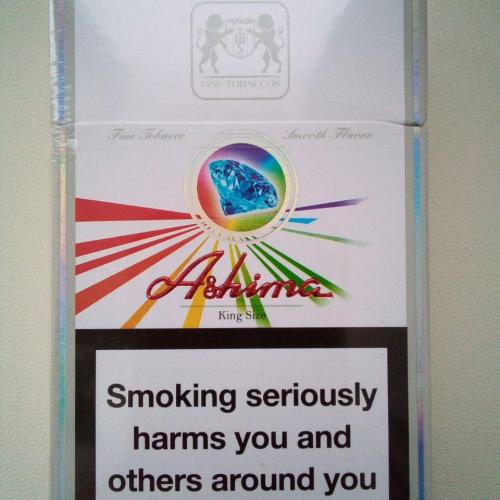 FINE TOBACCOS
Fine Tobacco Smooth Flavor
Ashima
King Size
Smoking seriously
harms you and
others around you